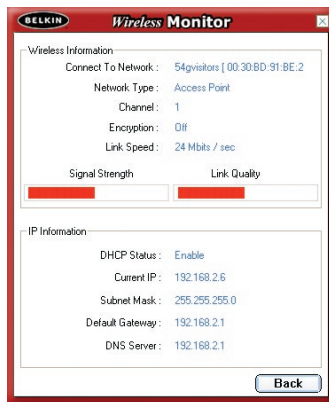 BELKIN Wireless Monitor X
Wireless Information
Connect To Network : 54gvisitors [ 00:30:BD:91:BE:2
Network Type : Access Point
Channel : 1
Encryption : Off
Link Speed : 24 Mbits / sec
Signal Strength Link Quality
IP Information
DHCP Status : Enable
Current IP : 192.168.2.6
Subnet Mask : 255.255.255.0
Default Gateway : 192.168.2.1
DNS Server : 192.168.2.1
Back